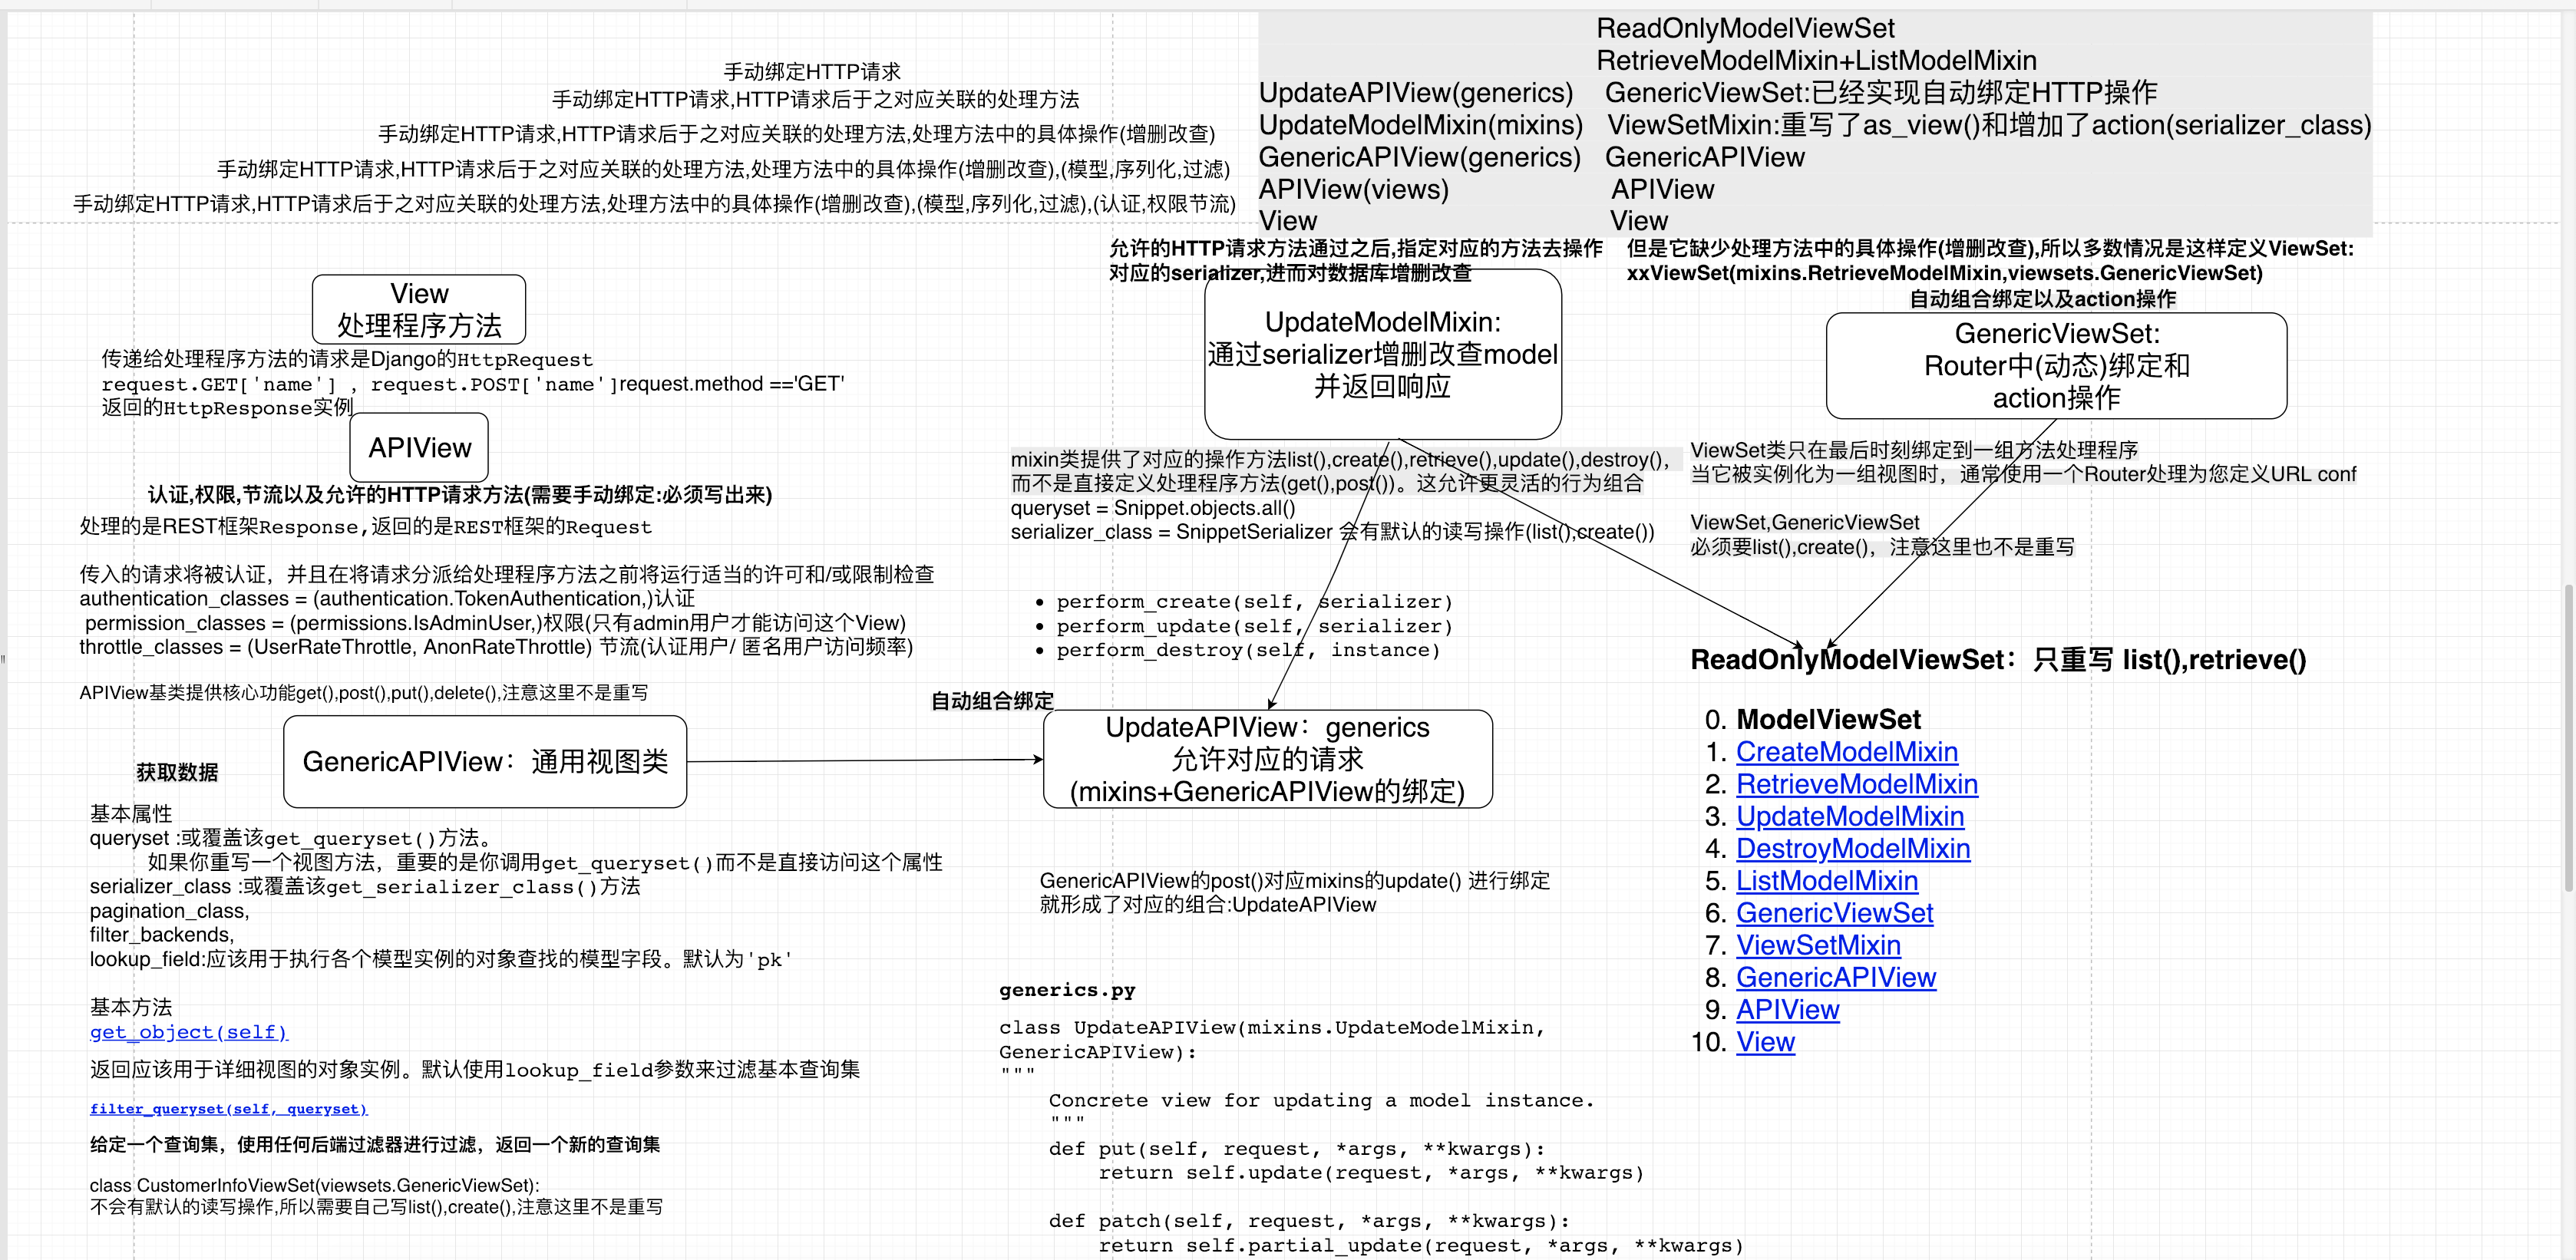 手动绑定HTTP请求
手动绑定HTTP请求,HTTP请求后于之对应关联的处理方法
手动绑定HTTP请求,HTTP请求后于之对应关联的处理方法,处理方法中的具体操作(增删改查)
手动绑定HTTP请求,HTTP请求后于之对应关联的处理方法,处理方法中的具体操作(增删改查),(模型,序列化,过滤)
手动绑定HTTP请求,HTTP请求后于之对应关联的处理方法,处理方法中的具体操作(增删改查),(模型,序列化,过滤),(认证,权限节流)
ReadOnlyModelViewSet
RetrieveModelMixin+ListModelMixin
UpdateAPIView(generics) GenericViewSet:已经实现自动绑定HTTP操作
UpdateModelMixin(mixins) ViewSetMixin:重写了as_view()和增加了action(serializer_class)
GenericAPIView(generics) GenericAPIView
APIView(views) APIView
View View
View
处理程序方法
传递给处理程序方法的请求是Django的HttpRequest
request.GET['name'] , request.POST['name']request.method =='GET'
返回的HttpResponse实例
APIView
认证,权限,节流以及允许的HTTP请求方法(需要手动绑定:必须写出来)
处理的是REST框架Response,返回的是REST框架的Request
传入的请求将被认证，并且在将请求分派给处理程序方法之前将运行适当的许可和/或限制检查
authentication_classes = (authentication.TokenAuthentication,)认证
permission_classes = (permissions.IsAdminUser,)权限(只有admin用户才能访问这个View)
throttle_classes = (UserRateThrottle, AnonRateThrottle) 节流(认证用户/ 匿名用户访问频率)
APIView基类提供核心功能get(),post(),put(),delete(),注意这里不是重写
GenericAPIView：通用视图类
获取数据
基本属性
queryset :或覆盖该get_queryset()方法。
如果你重写一个视图方法，重要的是你调用get_queryset()而不是直接访问这个属性
serializer_class :或覆盖该get_serializer_class()方法
pagination_class,
filter_backends,
lookup_field:应该用于执行各个模型实例的对象查找的模型字段。默认为'pk'
基本方法
get_object(self)
返回应该用于详细视图的对象实例。默认使用lookup_field参数来过滤基本查询集
filter_queryset(self, queryset)
给定一个查询集，使用任何后端过滤器进行过滤，返回一个新的查询集
class CustomerInfoViewSet(viewsets.GenericViewSet):
不会有默认的读写操作,所以需要自己写list(),create(),注意这里不是重写
允许的HTTP请求方法通过之后,指定对应的方法去操作
对应的serializer,进而对数据库增删改查
UpdateModelMixin:
通过serializer增删改查model
并返回响应
mixin类提供了对应的操作方法list(),create(),retrieve(),update(),destroy(),
而不是直接定义处理程序方法(get(),post())。这允许更灵活的行为组合
queryset = Snippet.objects.all()
serializer_class = SnippetSerializer 会有默认的读写操作(list(),create())
• perform_create(self, serializer)
• perform_update(self, serializer)
• perform_destroy(self, instance)
自动组合绑定
UpdateAPIView：generics
允许对应的请求
(mixins+GenericAPIView的绑定)
GenericAPIView的post()对应mixins的update() 进行绑定
就形成了对应的组合:UpdateAPIView
generics.py
class UpdateAPIView(mixins.UpdateModelMixin,
GenericAPIView):
"""
Concrete view for updating a model instance.
"""
def put(self, request, *args, **kwargs):
return self.update(request, *args, **kwargs)
def patch(self, request, *args, **kwargs):
return self.partial_update(request, *args, **kwargs)
但是它缺少处理方法中的具体操作(增删改查),所以多数情况是这样定义ViewSet:
xxViewSet(mixins.RetrieveModelMixin,viewsets.GenericViewSet)
自动组合绑定以及action操作
GenericViewSet:
Router中(动态)绑定和
action操作
ViewSet类只在最后时刻绑定到一组方法处理程序
当它被实例化为一组视图时，通常使用一个Router处理为您定义URL conf
ViewSet,GenericViewSet
必须要list(),create()，注意这里也不是重写
ReadOnlyModelViewSet：只重写 list(),retrieve()
0. ModelViewSet
1. CreateModelMixin
2. RetrieveModelMixin
3. UpdateModelMixin
4. DestroyModelMixin
5. ListModelMixin
6. GenericViewSet
7. ViewSetMixin
8. GenericAPIView
9. APIView
10. View